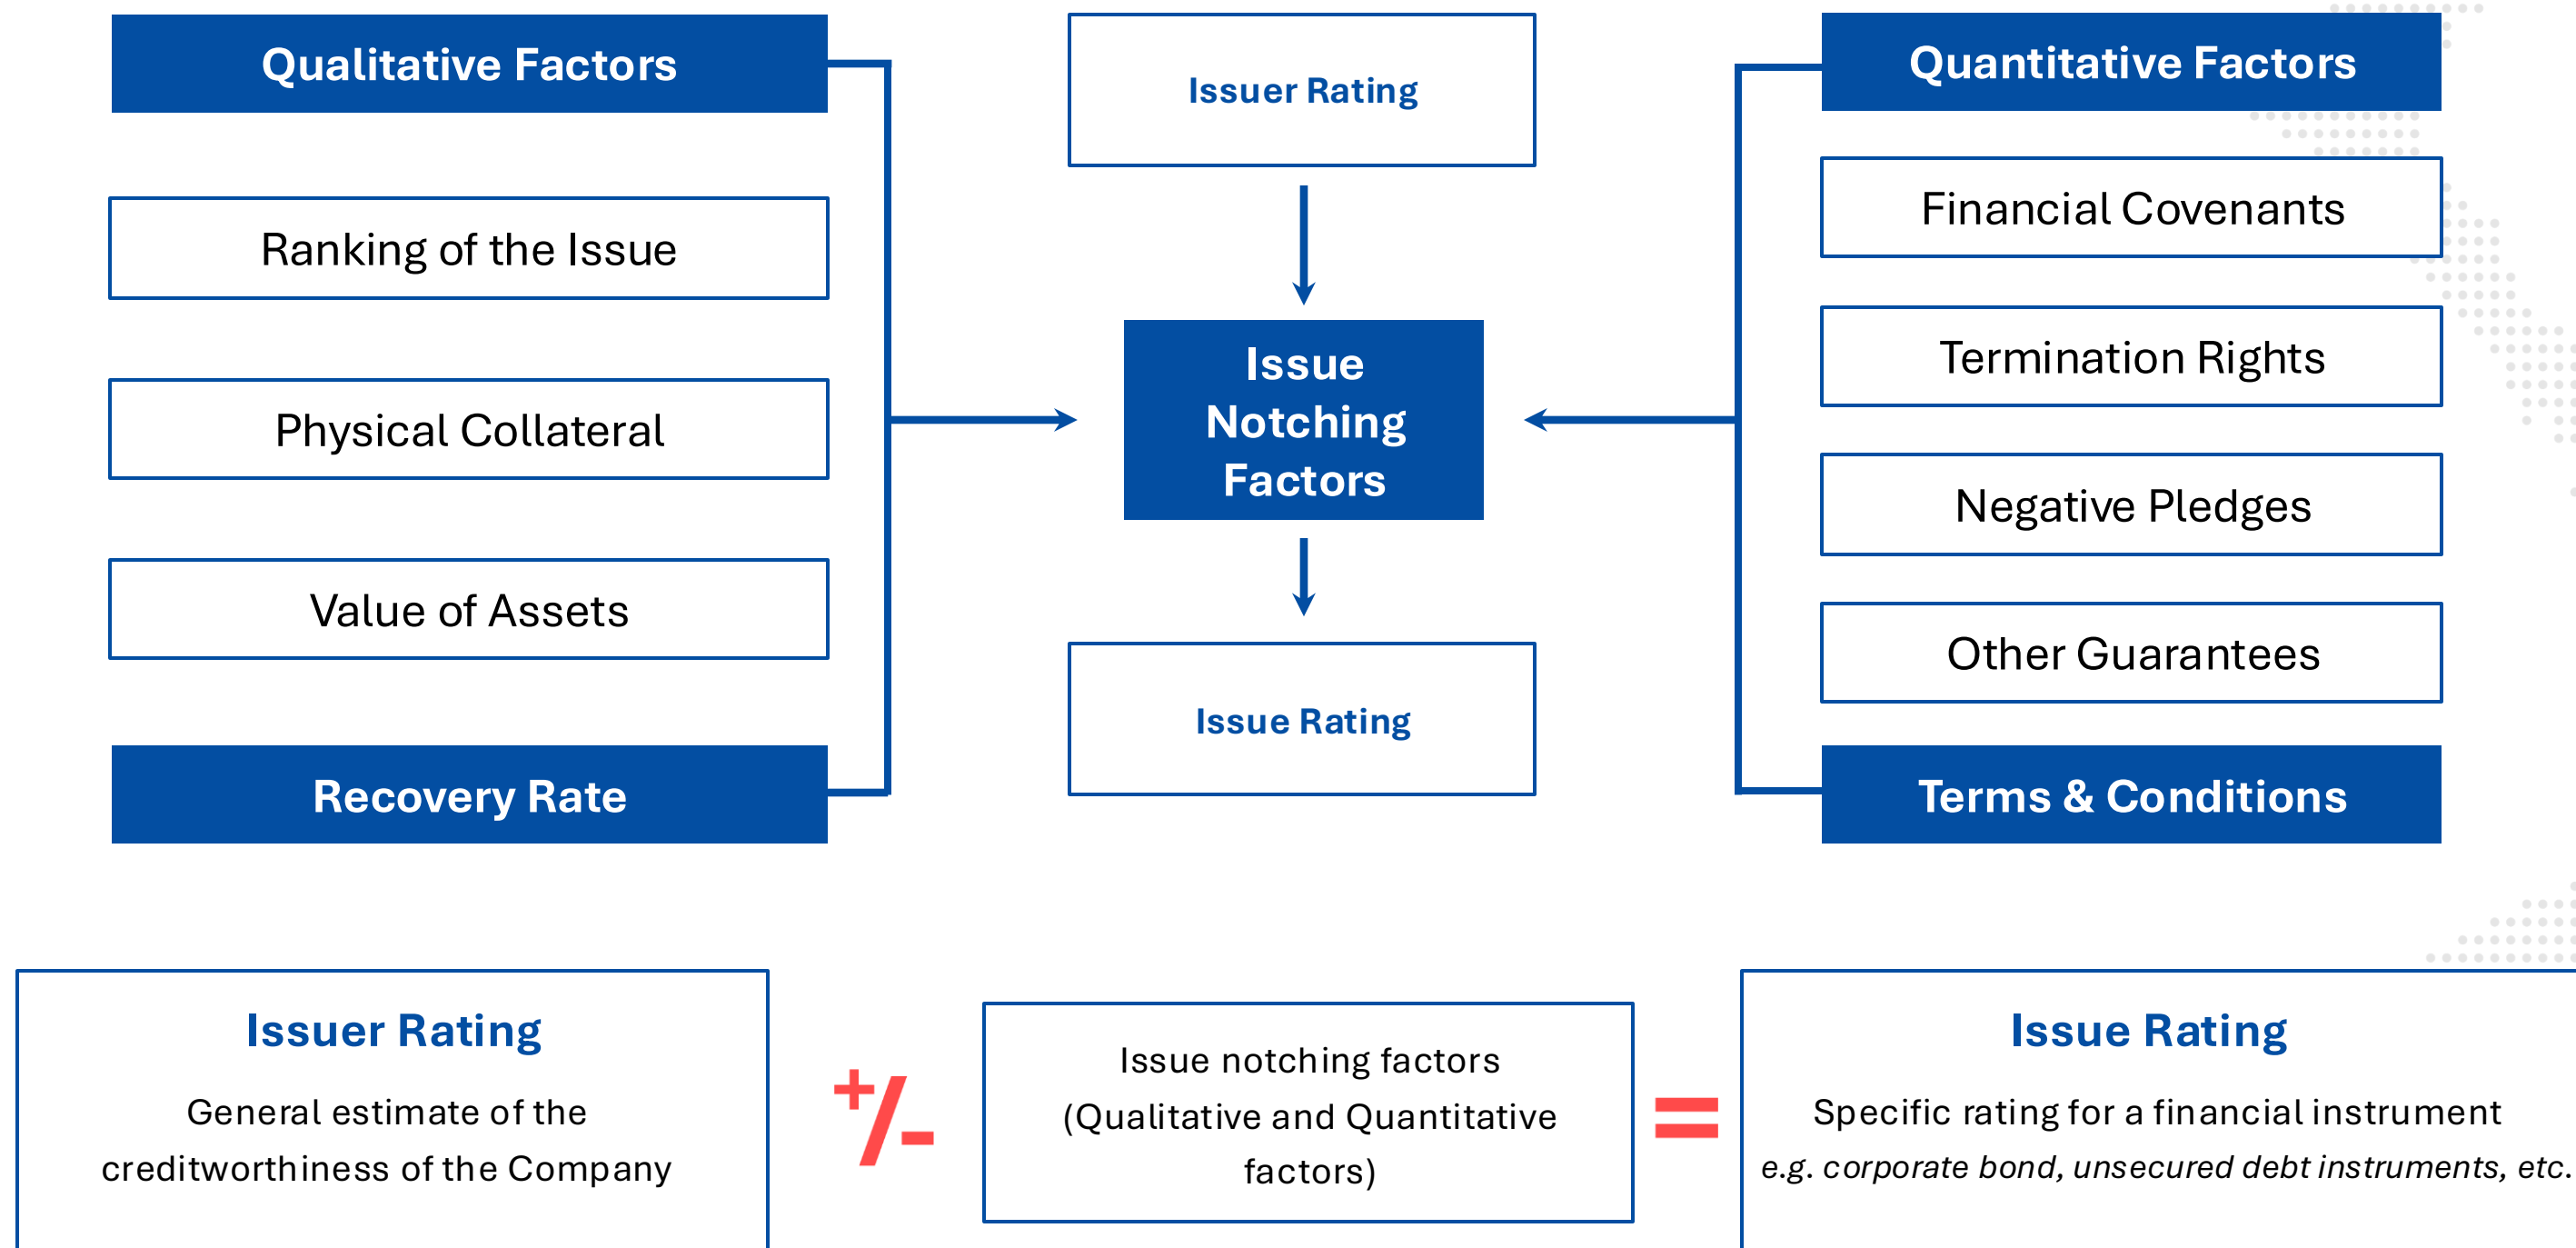 Qualitative Factors
Ranking of the Issue
Physical Collateral
Value of Assets
Recovery Rate
Issuer Rating
Issue
Notching
Factors
Issue Rating
Quantitative Factors
Financial Covenants
Termination Rights
Negative Pledges
Other Guarantees
Terms & Conditions
Issuer Rating
General estimate of the
creditworthiness of the Company
+/-
Issue notching factors
(Qualitative and Quantitative
factors)
=
Issue Rating
Specific rating for a financial instrument
e.g. corporate bond, unsecured debt instruments, etc.